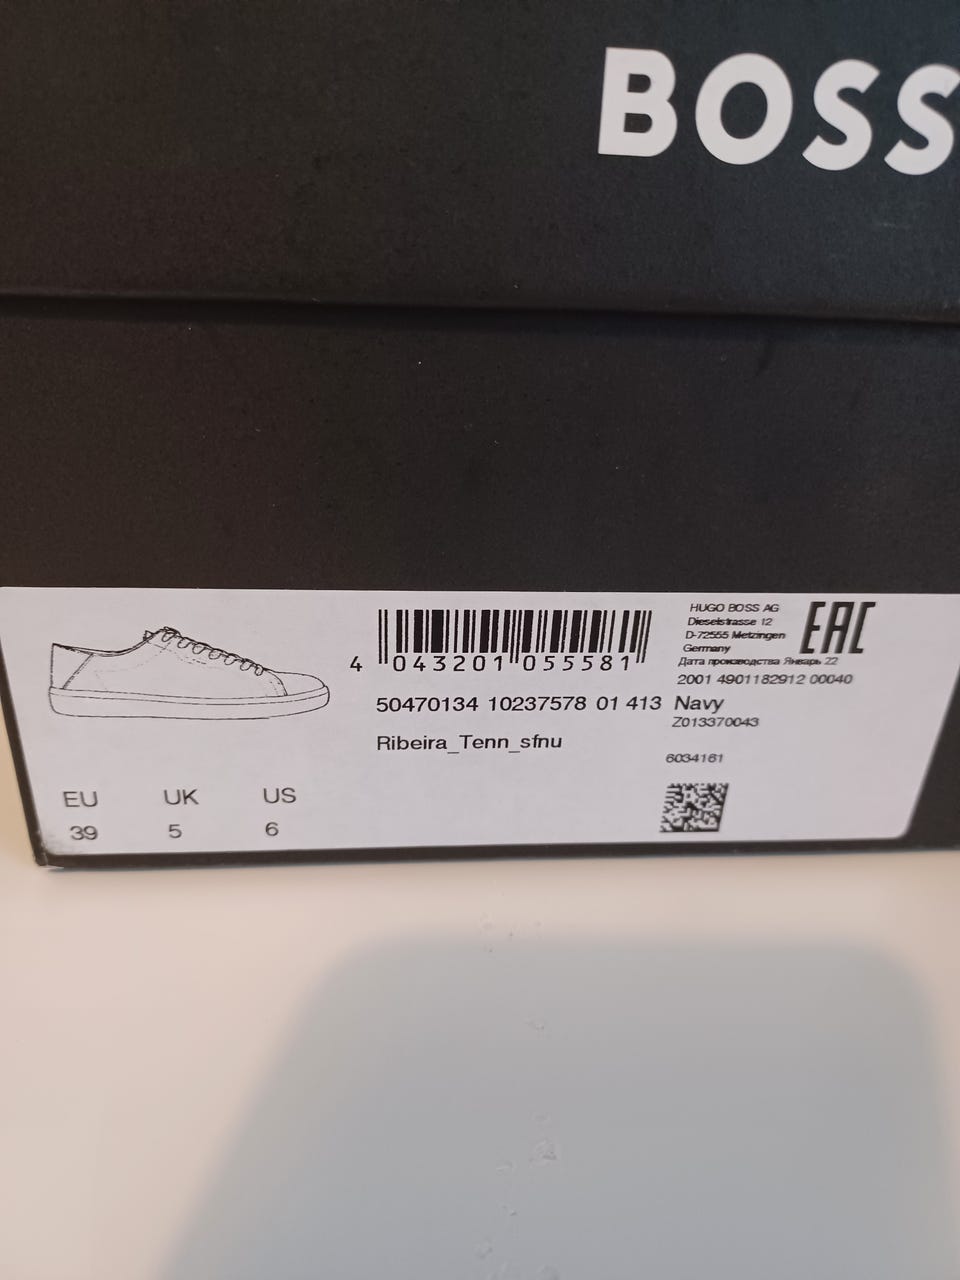 BOSS
4 043201 055581
50470134 10237578 01 413 Navy
Ribeira_Tenn_sfnu
EU UK US
39 5 6
HUGO BOSS AG
Dieselstrasse 12
D-72555 Metzingen
Germany
Дата производства Январь 22
2001 4901182912 00040
Z013370043
6034161
EAC